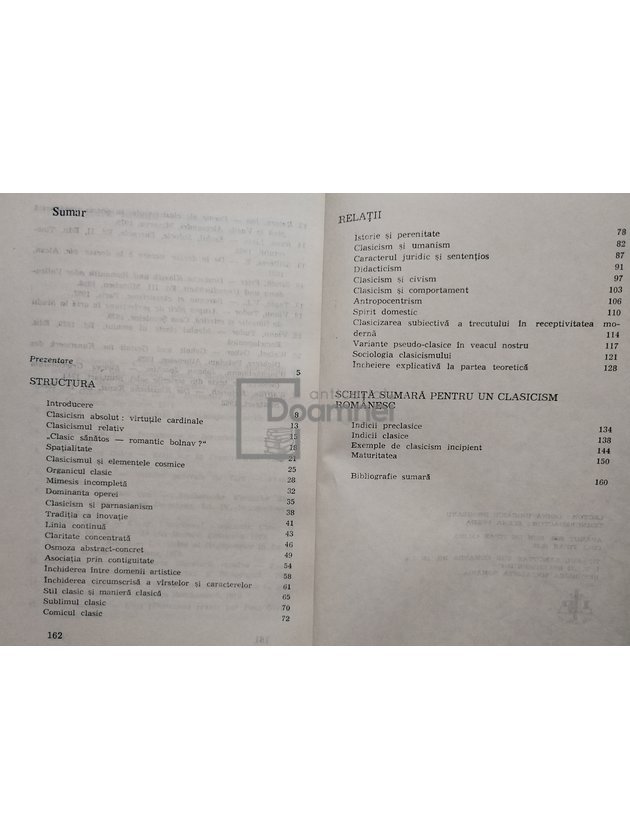 Sumar
Prezentare 5
STRUCTURA
Introducere
Clasicism absolut : virtuțile cardinale 9
Clasicismul relativ 13
„Clasic sănătos — romantic bolnav ?“ 15
Spațialitate 18
Clasicismul și elementele cosmice 21
Organicul clasic 25
Mimesis incompletă 28
Dominanta operei 32
Clasicism și parnasianism 35
Tradiția ca inovație 38
Linia continuă 41
Claritate concentrată 43
Osmoza abstract-concret 46
Asociația prin contiguitate 49
Închiderea între domenii artistice 54
Închiderea circumscrisă a vîrstelor și caracterelor 58
Stil clasic și manieră clasică 61
Sublimul clasic 65
Comicul clasic 70
72
162
RELAȚII
Istorie și perenitate 78
Clasicism și umanism 82
Caracterul juridic și sentențios 87
Didacticism 91
Clasicism și civism 97
Clasicism și comportament 103
Antropocentrism 106
Spirit domestic 110
Clasicizarea subiectivă a trecutului în receptivitatea mo-
dernă 114
Variante pseudo-clasice în veacul nostru 117
Sociologia clasicismului 121
Încheiere explicativă la partea teoretică 128
SCHIȚĂ SUMARĂ PENTRU UN CLASICISM
ROMÂNESC
Indicii preclasice 134
Indicii clasice 138
Exemple de clasicism incipient 144
Maturitatea 150
Bibliografie sumară 160
Doamnei